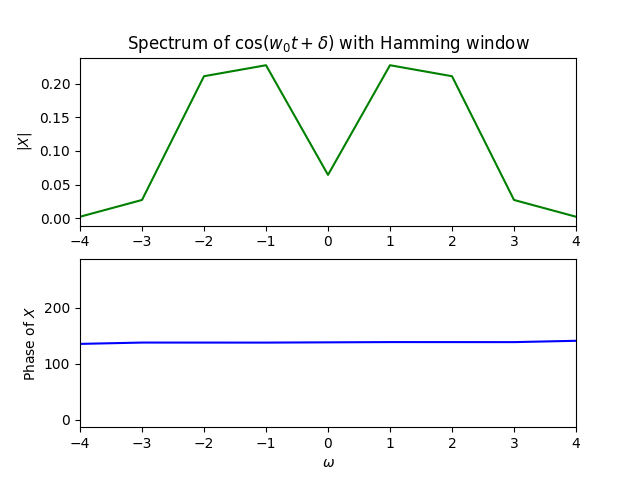 Spectrum of cos(w₀t + δ) with Hamming window
|X|
0.20
0.15
0.10
0.05
0.00
−4 −3 −2 −1 0 1 2 3 4
Phase of X
200
100
0
−4 −3 −2 −1 0 1 2 3 4
ω